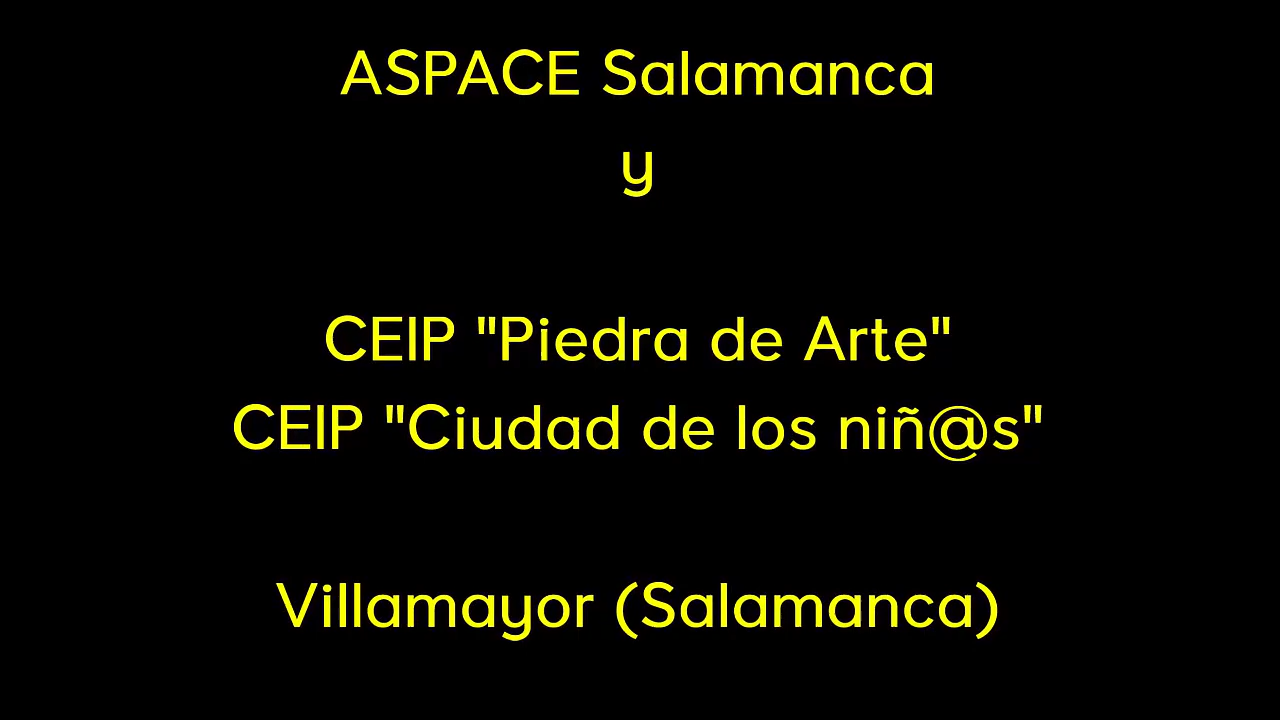 ASPACE Salamanca
y
CEIP "Piedra de Arte"
CEIP "Ciudad de los niñ@s"
Villamayor (Salamanca)